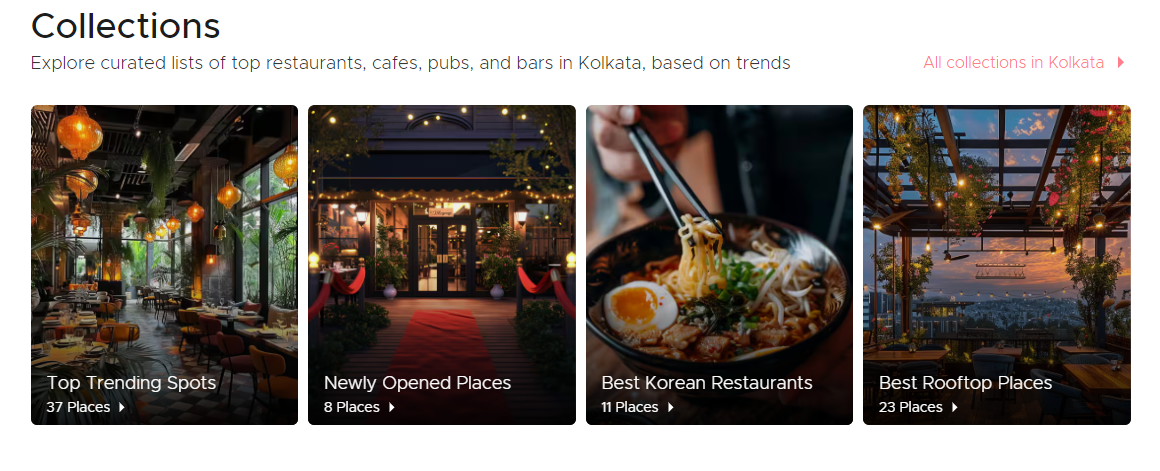 Collections
Explore curated lists of top restaurants, cafes, pubs, and bars in Kolkata, based on trends
All collections in Kolkata
Top Trending Spots
37 Places
Newly Opened Places
8 Places
Best Korean Restaurants
11 Places
Best Rooftop Places
23 Places